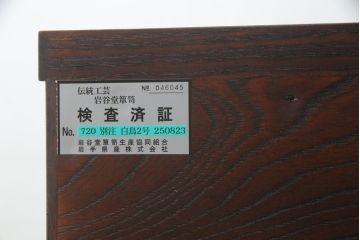 伝統工芸 № 046045
岩谷堂箪笥
検査済証
No. 720 別注 白鳥2号 250823
岩谷堂箪笥生産協同組合
岩手県産株式会社